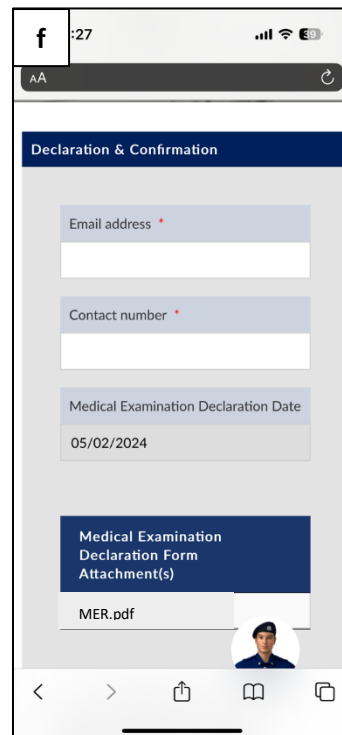 f :27 39
AA
Declaration & Confirmation
Email address *
Contact number *
Medical Examination Declaration Date
05/02/2024
Medical Examination
Declaration Form
Attachment(s)
MER.pdf